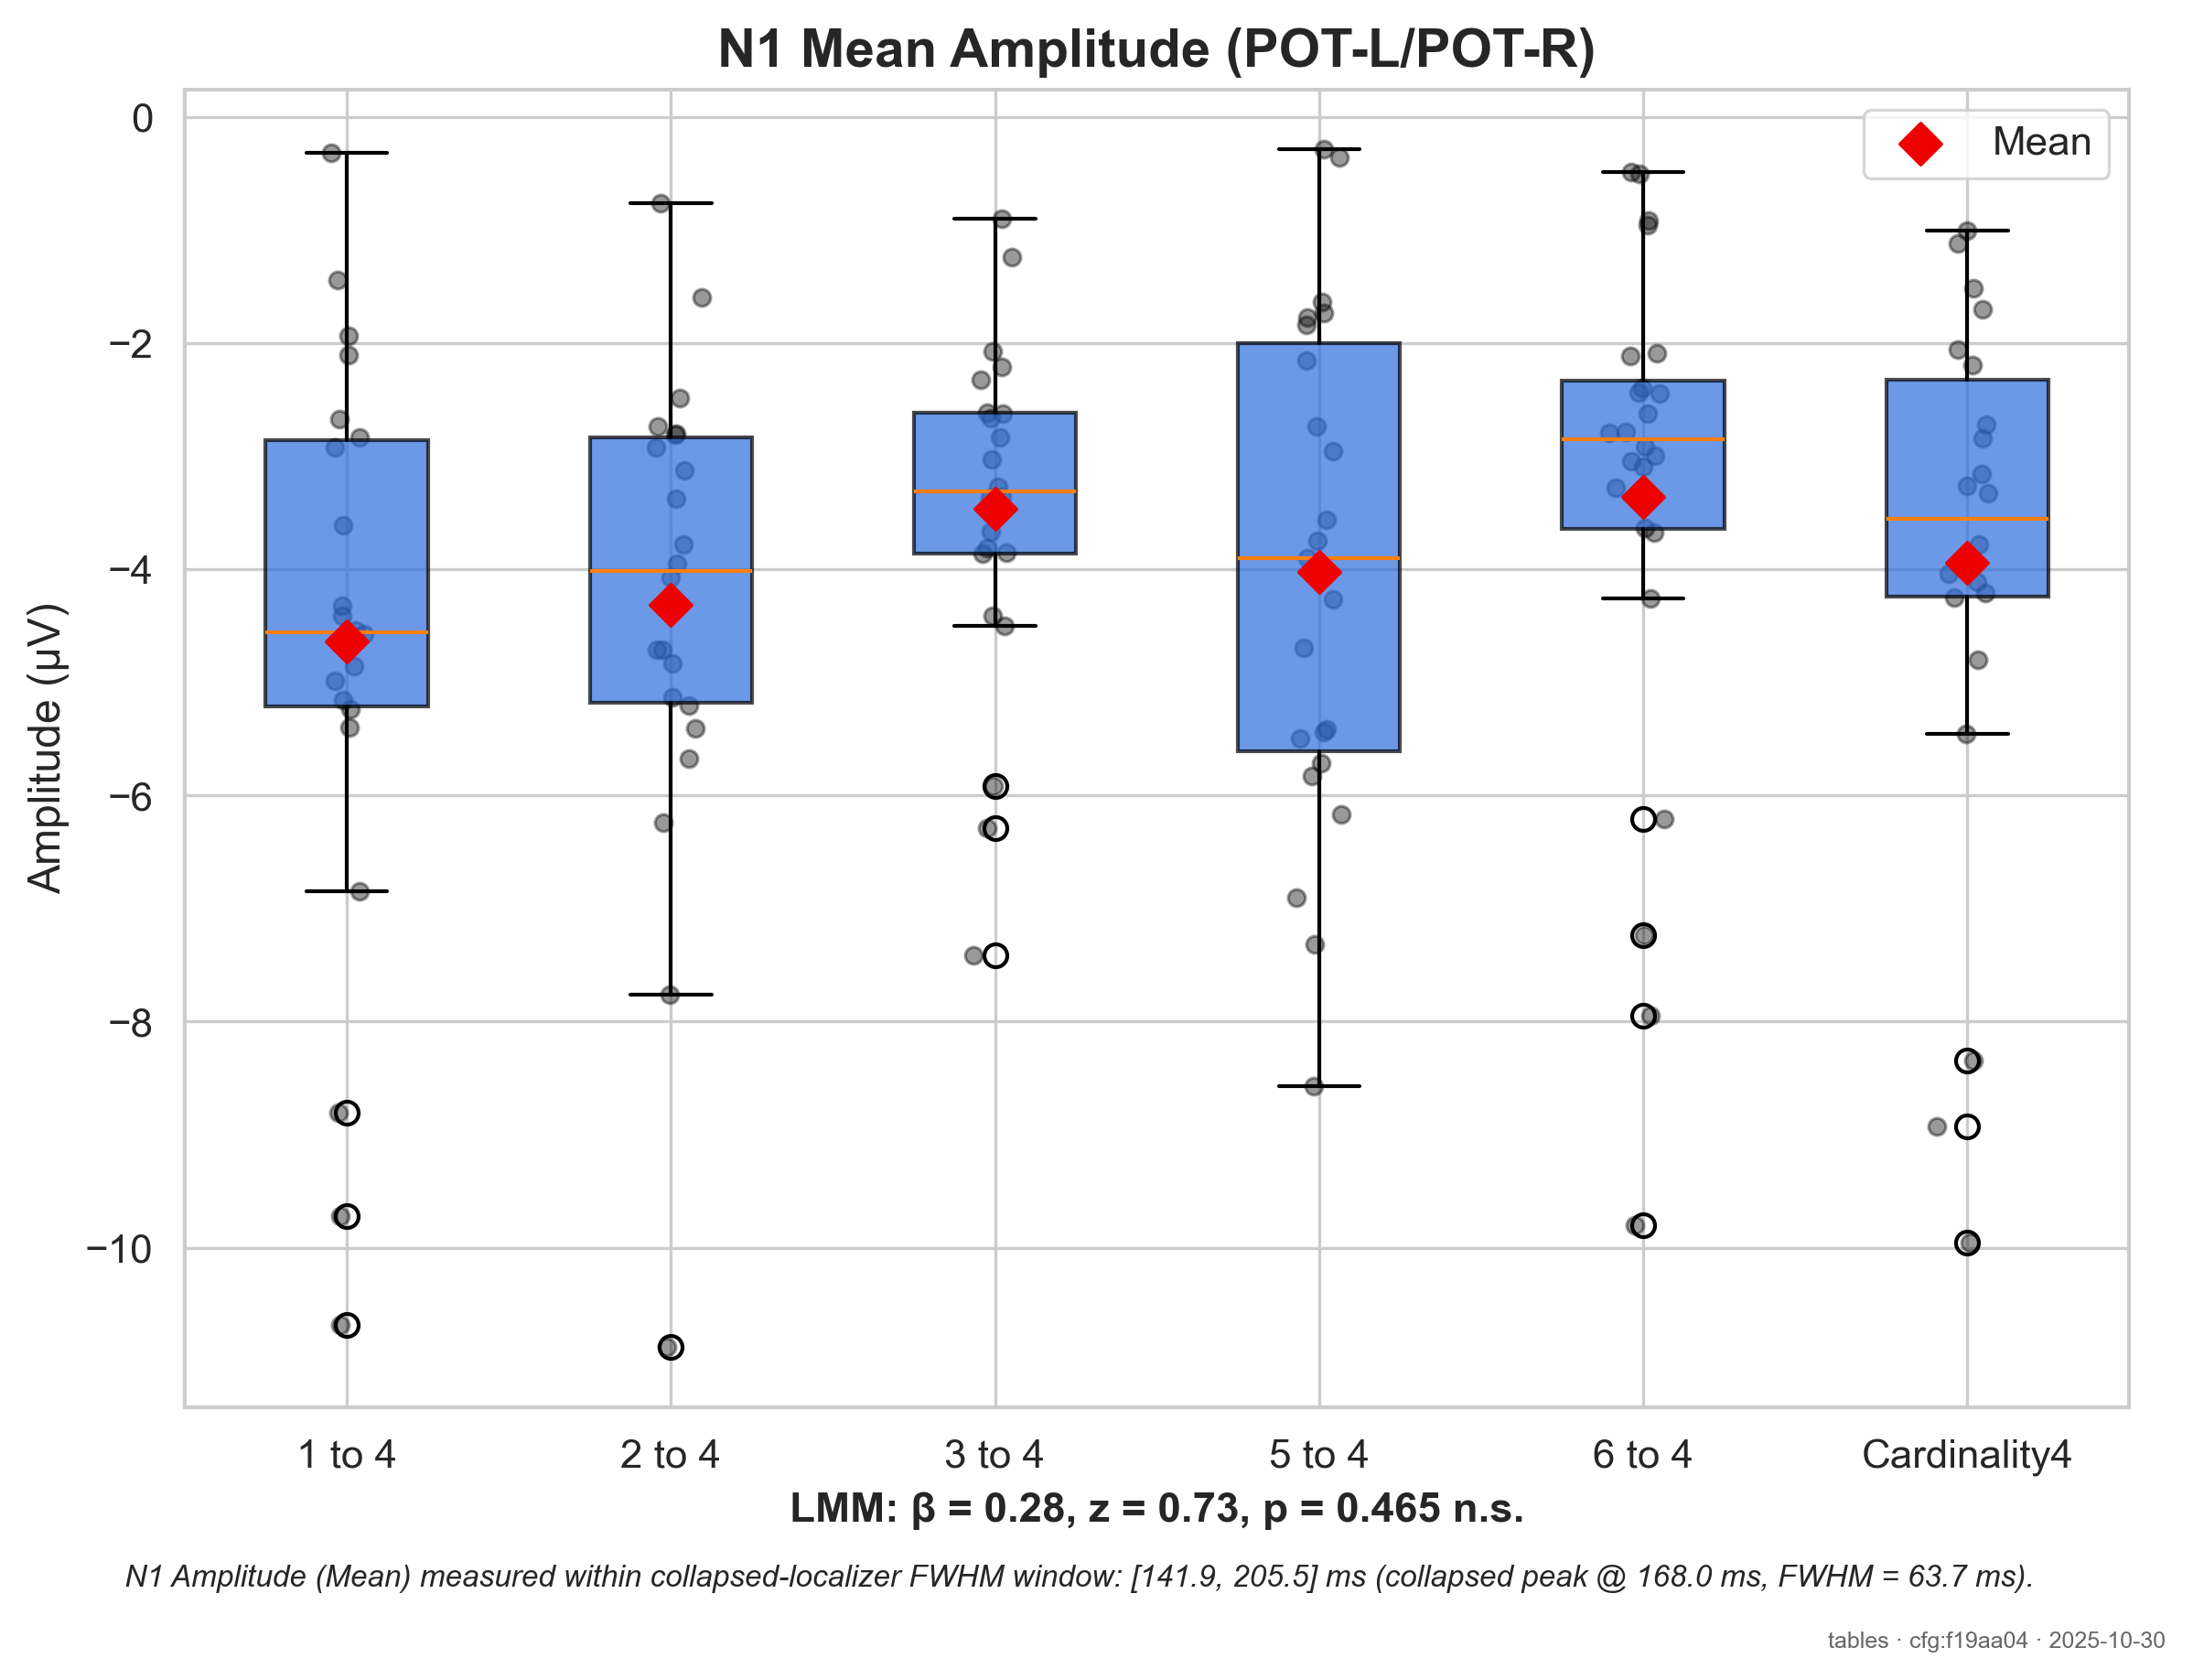 N1 Mean Amplitude (POT-L/POT-R)
Mean
Amplitude (μV)
0
−2
−4
−6
−8
−10
1 to 4
2 to 4
3 to 4
5 to 4
6 to 4
Cardinality4
LMM: β = 0.28, z = 0.73, p = 0.465 n.s.
N1 Amplitude (Mean) measured within collapsed-localizer FWHM window: [141.9, 205.5] ms (collapsed peak @ 168.0 ms, FWHM = 63.7 ms).
tables · cfg:f19aa04 · 2025-10-30